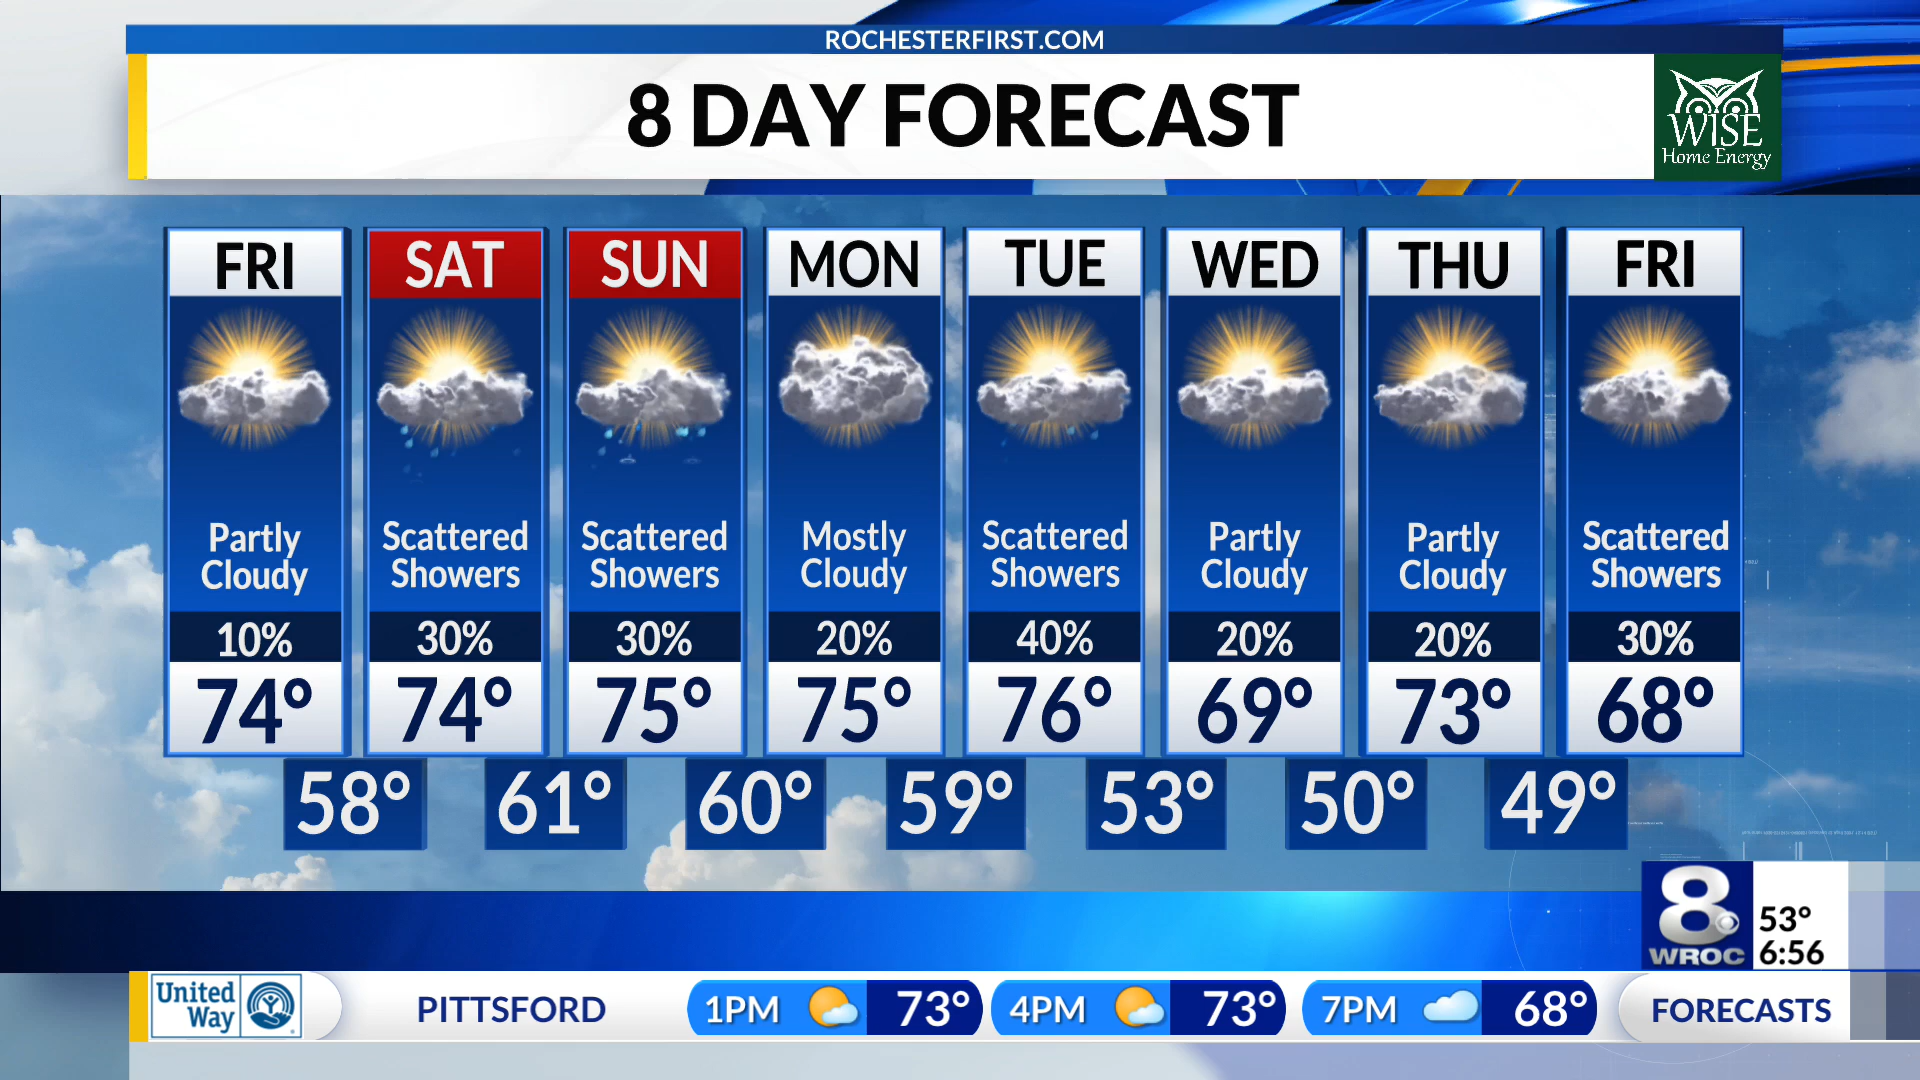 ROCHESTERFIRST.COM
8 DAY FORECAST
WISE
Home Energy
FRI SAT SUN MON TUE WED THU FRI
Partly Cloudy
Scattered Showers
Scattered Showers
Mostly Cloudy
Scattered Showers
Partly Cloudy
Partly Cloudy
Scattered Showers
10% 30% 30% 20% 40% 20% 20% 30%
74° 74° 75° 75° 76° 69° 73° 68°
58° 61° 60° 59° 53° 50° 49°
8
WROC
53°
6:56
United
Way
PITTSFORD 1PM 73° 4PM 73° 7PM 68° FORECASTS